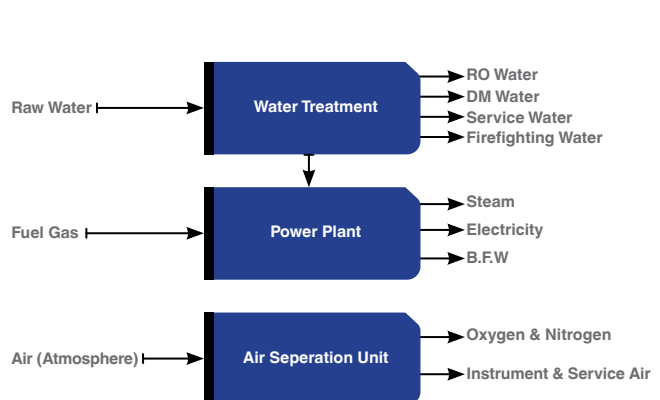 Raw Water
Water Treatment
RO Water
DM Water
Service Water
Firefighting Water
Fuel Gas
Power Plant
Steam
Electricity
B.F.W
Air (Atmosphere)
Air Seperation Unit
Oxygen & Nitrogen
Instrument & Service Air